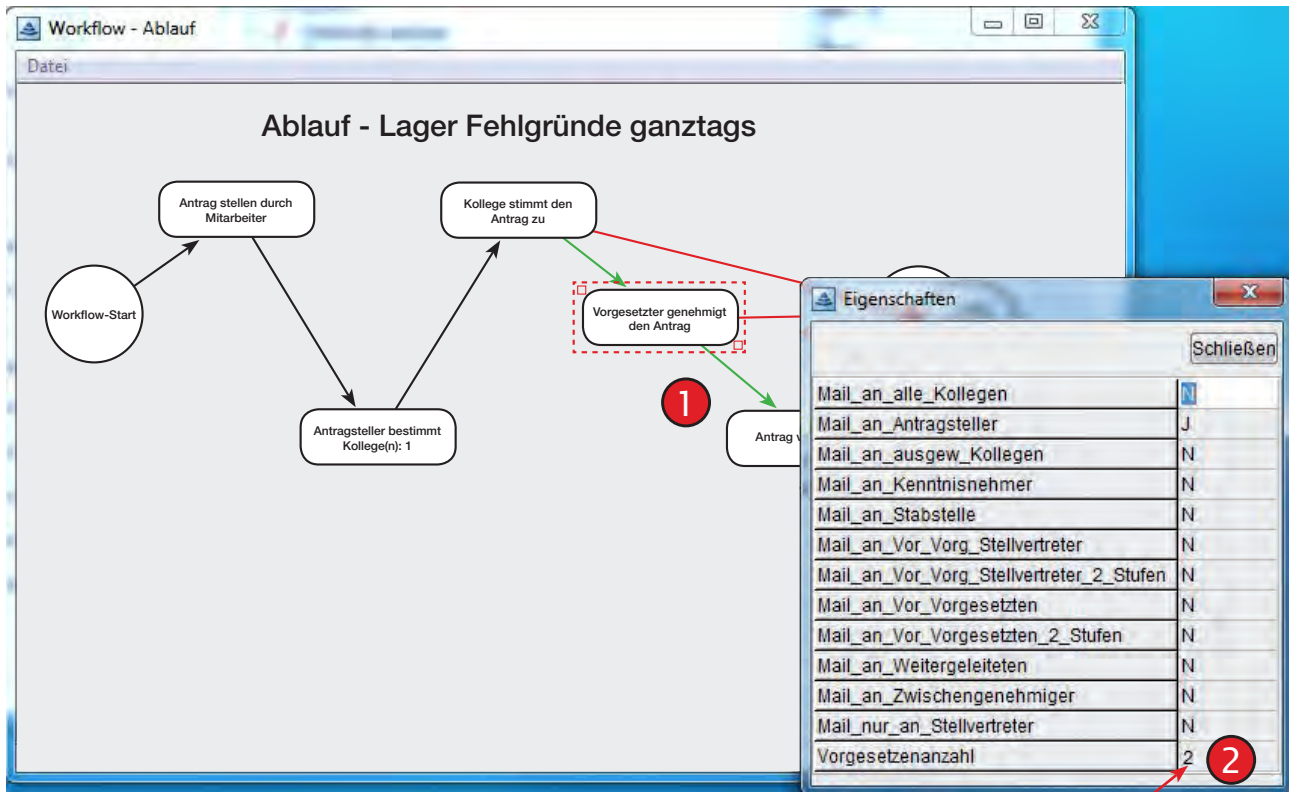 Workflow - Ablauf
Datei
Ablauf - Lager Fehlgründe ganztags
Antrag stellen durch
Mitarbeiter
Kollege stimmt den
Antrag zu
Workflow-Start
Vorgesetzter genehmigt
den Antrag
1
Antragsteller bestimmt
Kollege(n): 1
Antrag
Eigenschaften
Schließen
Mail_an_alle_Kollegen N
Mail_an_Antragsteller J
Mail_an_ausgew_Kollegen N
Mail_an_Kenntnisnehmer N
Mail_an_Stabstelle N
Mail_an_Vor_Vorg_Stellvertreter N
Mail_an_Vor_Vorg_Stellvertreter_2_Stufen N
Mail_an_Vor_Vorgesetzten N
Mail_an_Vor_Vorgesetzten_2_Stufen N
Mail_an_Weitergeleiteten N
Mail_an_Zwischengenehmiger N
Mail_nur_an_Stellvertreter N
Vorgesetzenanzahl 2
2